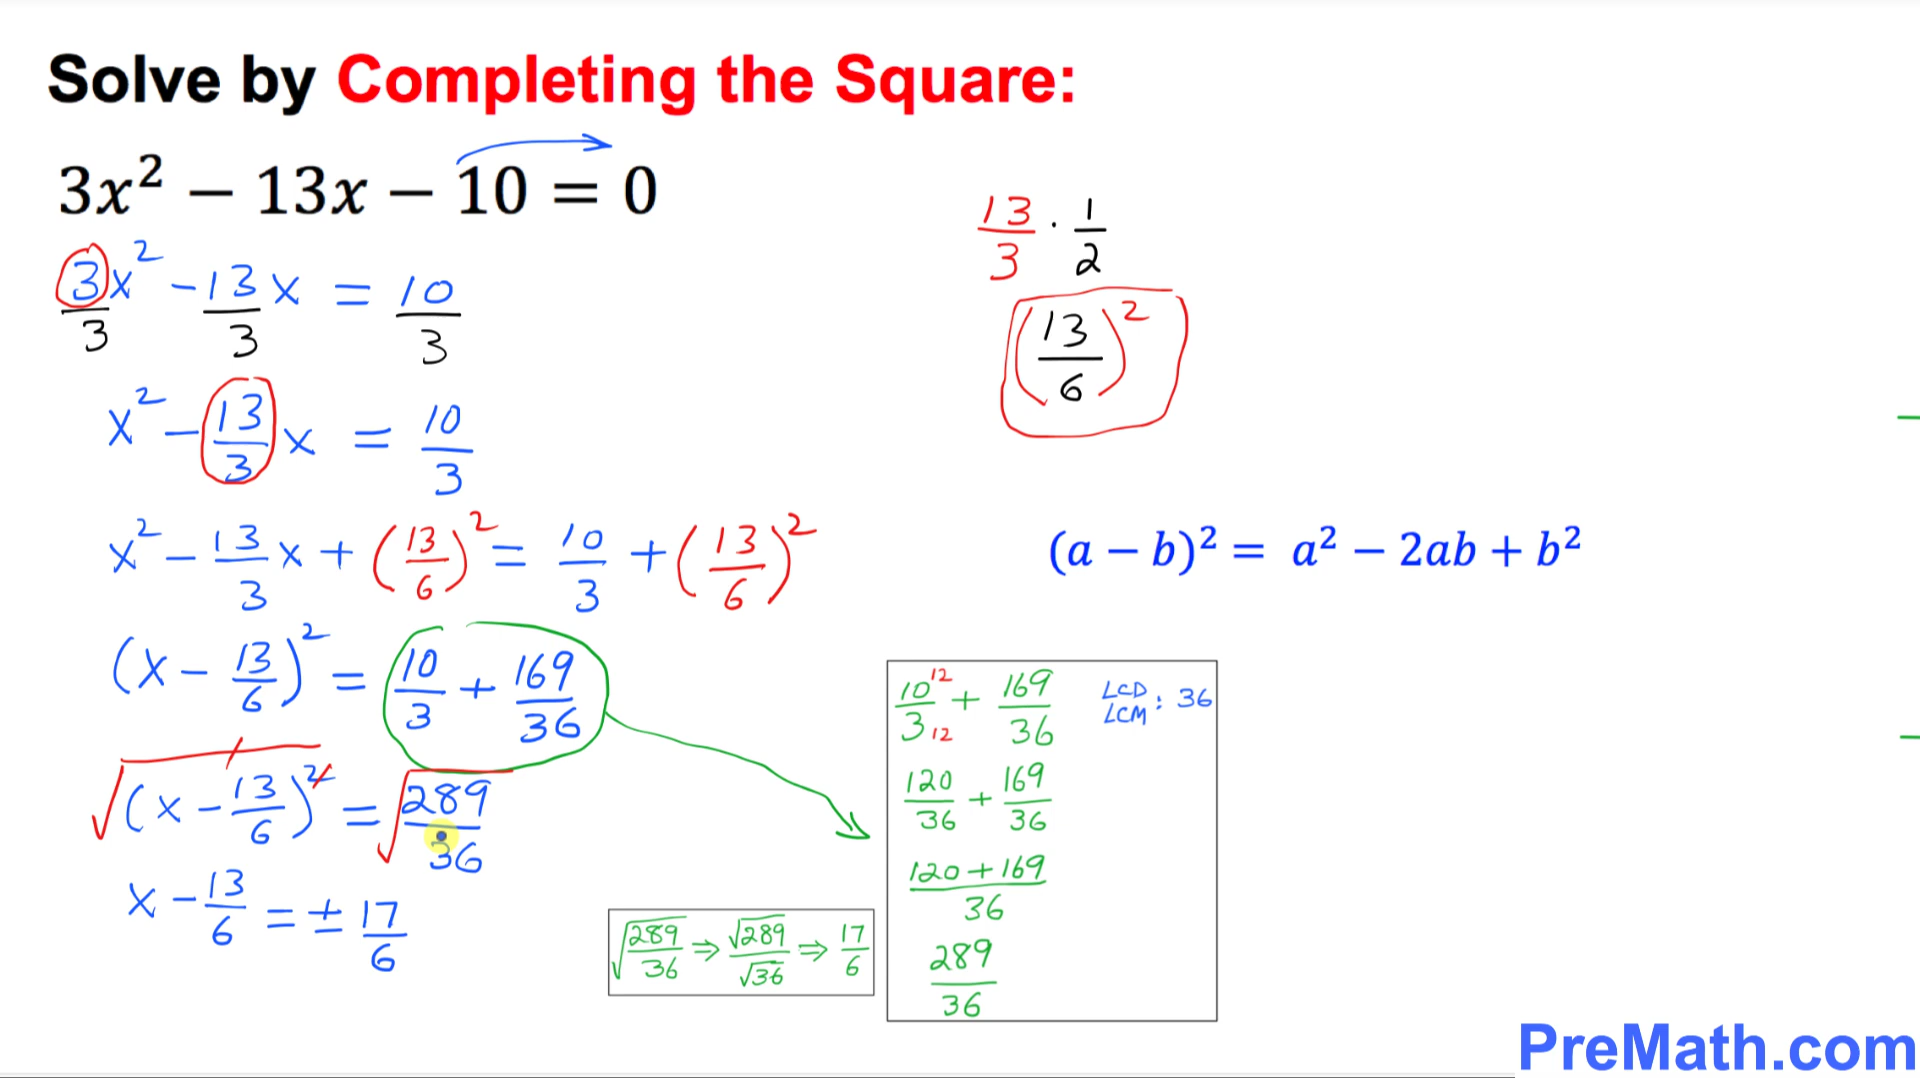 Solve by Completing the Square:
3x² − 13x − 10 = 0
3x²/3 − 13x/3 = 10/3
x² − 13/3 x = 10/3
x² − 13/3 x + (13/6)² = 10/3 + (13/6)²
(x − 13/6)² = 10/3 + 169/36
√(x − 13/6)² = √289/36
x − 13/6 = ± 17/6
13/3 · 1/2
(13/6)²
(a − b)² = a² − 2ab + b²
10 12/3 12 + 169/36 LCD LCM : 36
120/36 + 169/36
120 + 169/36
289/36
√289/36 ⇒ √289/√36 ⇒ 17/6
PreMath.com